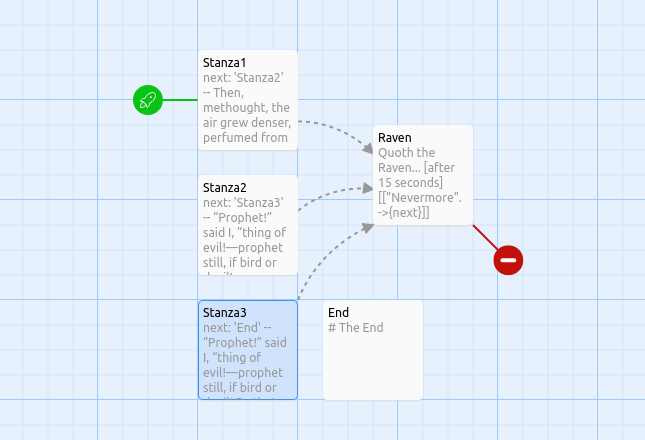 Stanza1
next: 'Stanza2'
-- Then,
methought, the
air grew denser,
perfumed from
Stanza2
next: 'Stanza3'
-- “Prophet!”
said I, “thing of
evil!—prophet
still, if bird or
Stanza3
next: 'End' --
“Prophet!” said
I, “thing of
evil!—prophet
still, if bird or
Raven
Quoth the
Raven... [after
15 seconds]
[["Nevermore".
->{next}]]
End
# The End